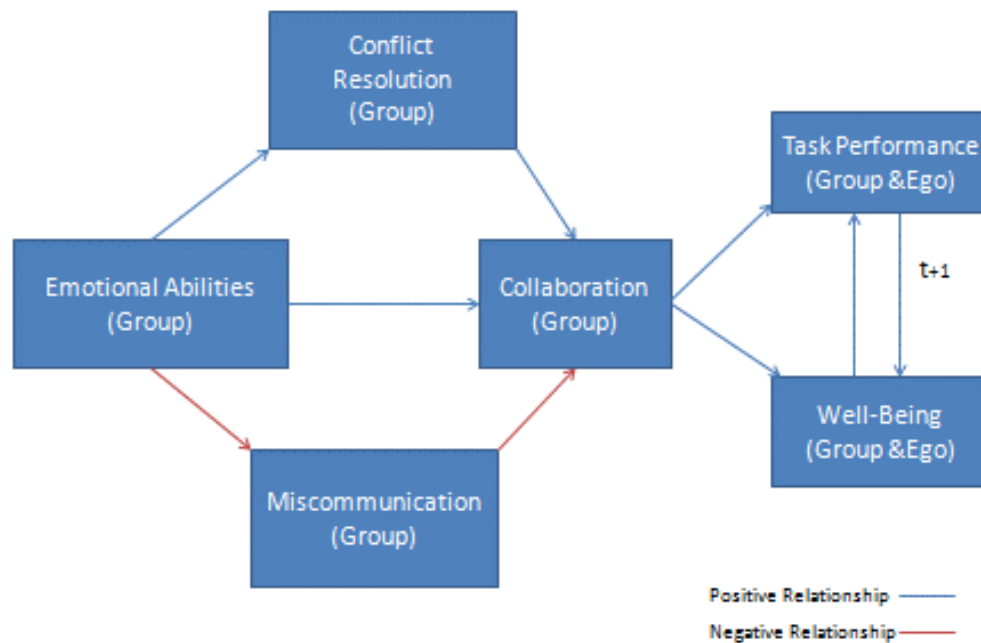 Conflict
Resolution
(Group)
Task Performance
(Group &Ego)
Emotional Abilities
(Group)
Collaboration
(Group)
t+1
Well-Being
(Group &Ego)
Miscommunication
(Group)
Positive Relationship
Negative Relationship